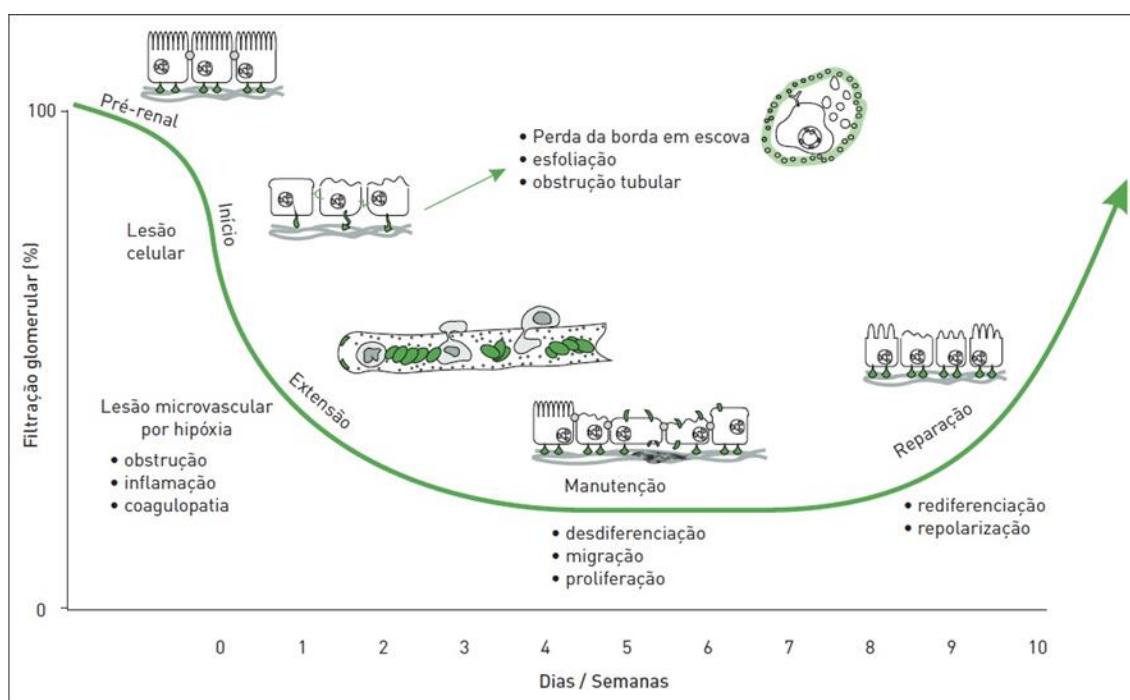 100
Pré-renal
Início
Lesão
celular
• Perda da borda em escova
• esfoliação
• obstrução tubular
Filtração glomerular (%)
Extensão
Lesão microvascular
por hipóxia
• obstrução
• inflamação
• coagulopatia
Manutenção
• desdiferenciação
• migração
• proliferação
Reparação
• rediferenciação
• repolarização
0
0 1 2 3 4 5 6 7 8 9 10
Dias / Semanas